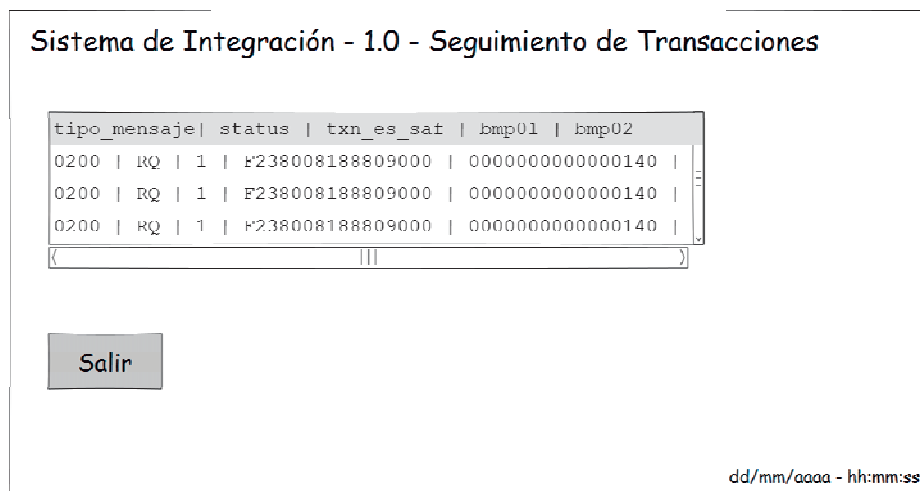 Sistema de Integración - 1.0 - Seguimiento de Transacciones
tipo_mensaje| status | txn_es_saf | bmp01 | bmp02
0200 | RQ | 1 | F238008188809000 | 0000000000000140 |
0200 | RQ | 1 | F238008188809000 | 0000000000000140 |
0200 | RQ | 1 | F238008188809000 | 0000000000000140 |
Salir
dd/mm/aaaa - hh:mm:ss